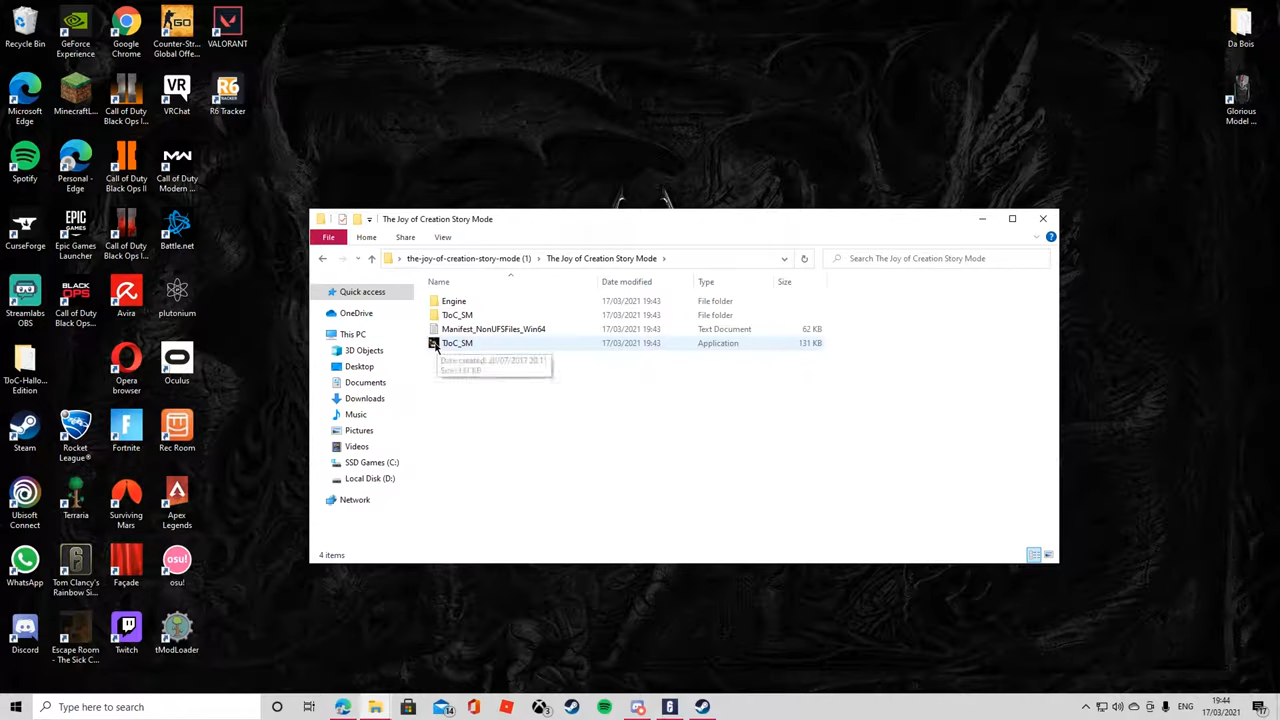 Recycle Bin
GeForce Experience
Google Chrome
Counter-Str... Global Offe...
VALORANT
Da Bois
Microsoft Edge
MinecraftL...
Call of Duty Black Ops I...
VRChat
R6 Tracker
Glorious Model ...
Spotify
Personal - Edge
Call of Duty Black Ops II
Call of Duty Modern ...
CurseForge
Epic Games Launcher
Call of Duty Black Ops I...
Battle.net
Streamlabs OBS
Call of Duty Black Ops...
Avira
plutonium
TJoC-Hallo... Edition
Opera browser
Oculus
Steam
Rocket League®
Fortnite
Rec Room
Ubisoft Connect
Terraria
Surviving Mars
Apex Legends
WhatsApp
Tom Clancy's Rainbow Si...
Façade
osu!
Discord
Escape Room - The Sick C...
Twitch
tModLoader
The Joy of Creation Story Mode
File Home Share View
the-joy-of-creation-story-mode (1) > The Joy of Creation Story Mode >
Search The Joy of Creation Story Mode
Name Date modified Type Size
Engine 17/03/2021 19:43 File folder
TJoC_SM 17/03/2021 19:43 File folder
Manifest_NonUFSFiles_Win64 17/03/2021 19:43 Text Document 62 KB
TJoC_SM 17/03/2021 19:43 Application 131 KB
Quick access
OneDrive
This PC
3D Objects
Desktop
Documents
Downloads
Music
Pictures
Videos
SSD Games (C:)
Local Disk (D:)
Network
4 items
Type here to search
ENG
19:44
17/03/2021